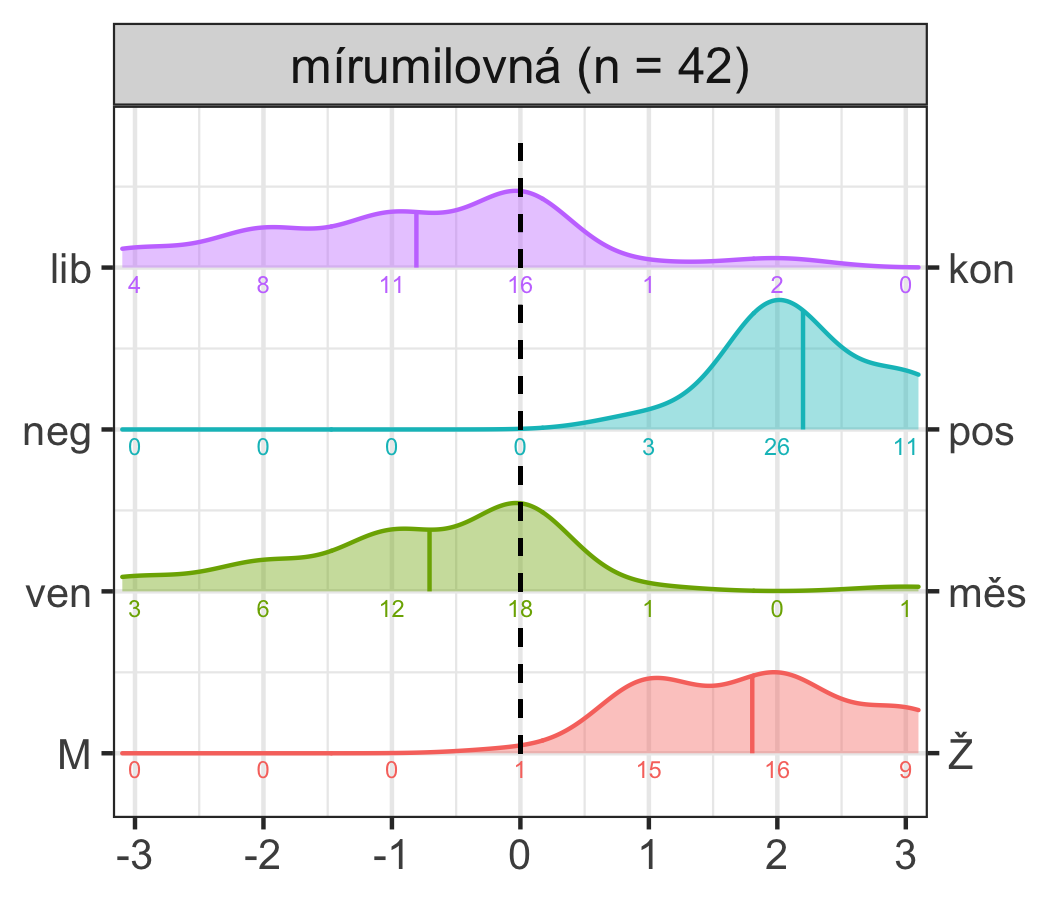 mírumilovná (n = 42)
lib kon
4 8 11 16 1 2 0
neg pos
0 0 0 0 3 26 11
ven měs
3 6 12 18 1 0 1
M Ž
0 0 0 1 15 16 9
-3 -2 -1 0 1 2 3